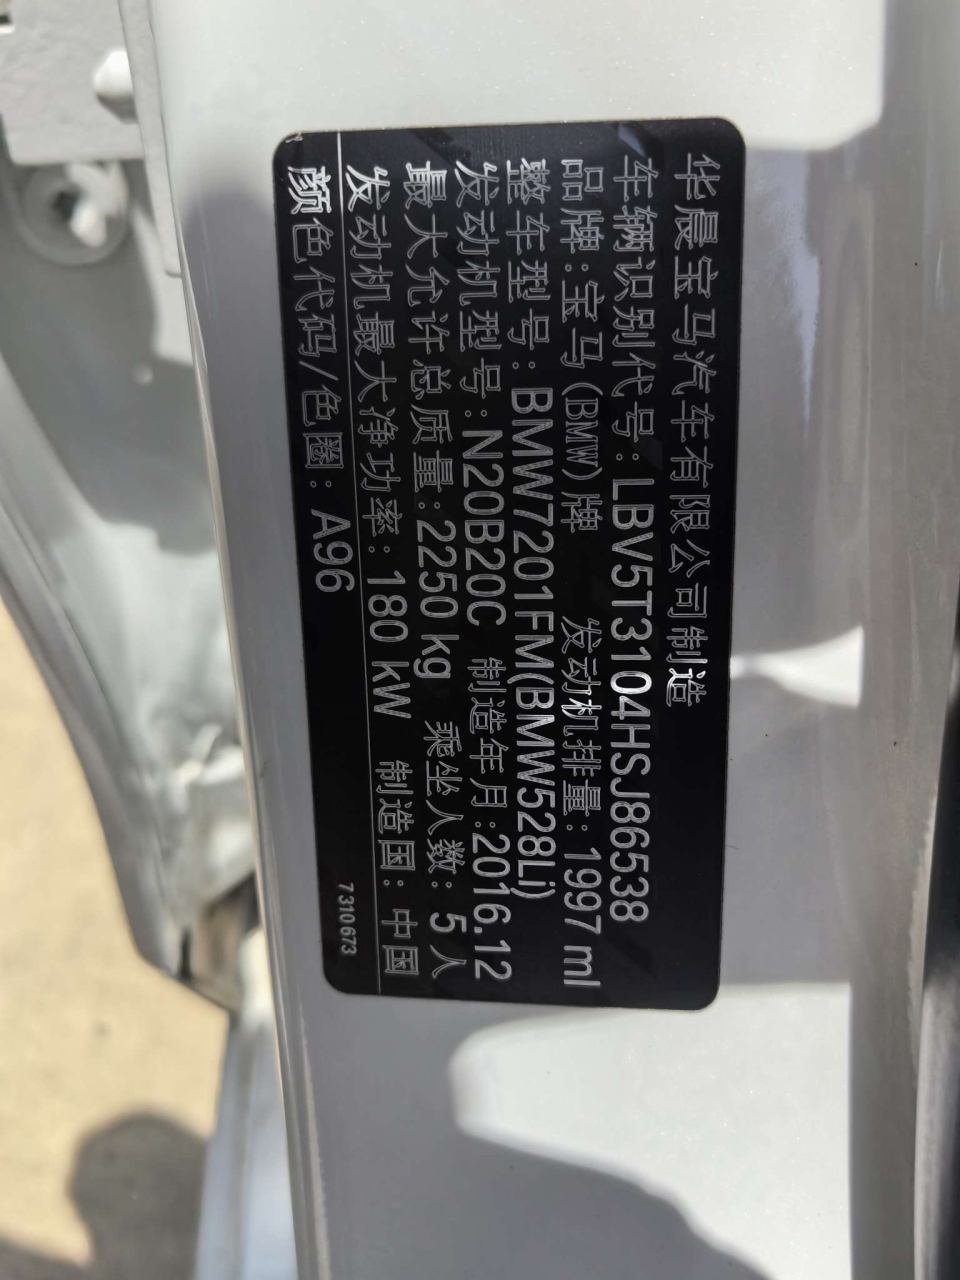 华晨宝马汽车有限公司制造
车辆识别代号:LBV5T3104HSJ86538
品牌:宝马(BMW)牌 发动机排量:1997 ml
整车型号:BMW7201FM(BMW528Li)
发动机型号:N20B20C 制造年月:2016.12
最大允许总质量:2250 kg 乘坐人数:5人
发动机最大净功率:180 kW 制造国:中国
颜色代码/色圈:A96 7310673